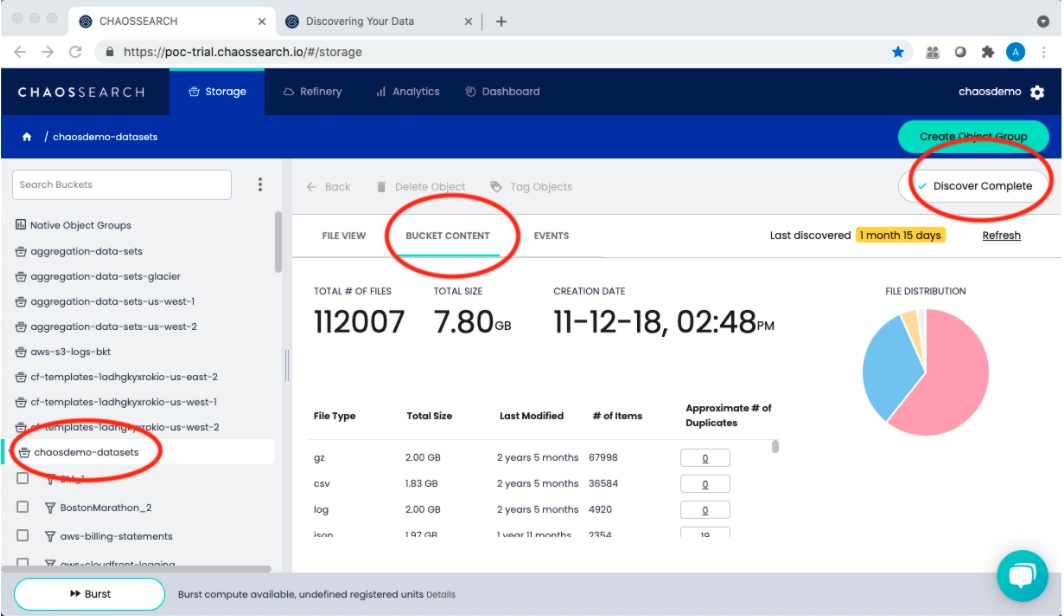 CHAOSSEARCH
Discovering Your Data
https://poc-trial.chaossearch.io/#/storage
A
CHAOSSEARCH Storage Refinery Analytics Dashboard chaosdemo
/ chaosdemo-datasets Create Object Group
Search Buckets
Back Delete Object Tag Objects Discover Complete
FILE VIEW BUCKET CONTENT EVENTS Last discovered 1 month 15 days Refresh
Native Object Groups
aggregation-data-sets
aggregation-data-sets-glacier
aggregation-data-sets-us-west-1
aggregation-data-sets-us-west-2
aws-s3-logs-bkt
cf-templates-1adhgkyxrokio-us-east-2
cf-templates-1adhgkyxrokio-us-west-1
cf-templates-1adhgkyxrokio-us-west-2
chaosdemo-datasets
BostonMarathon_2
aws-billing-statements
aws-cloudfront-logging
TOTAL # OF FILES TOTAL SIZE CREATION DATE FILE DISTRIBUTION
112007 7.80GB 11-12-18, 02:48PM
File Type Total Size Last Modified # of Items Approximate # of Duplicates
gz 2.00 GB 2 years 5 months 67998 0
csv 1.83 GB 2 years 5 months 36584 0
log 2.00 GB 2 years 5 months 4920 0
json 1.97 GB 1 year 11 months 2354 19
Burst Burst compute available, undefined registered units Details